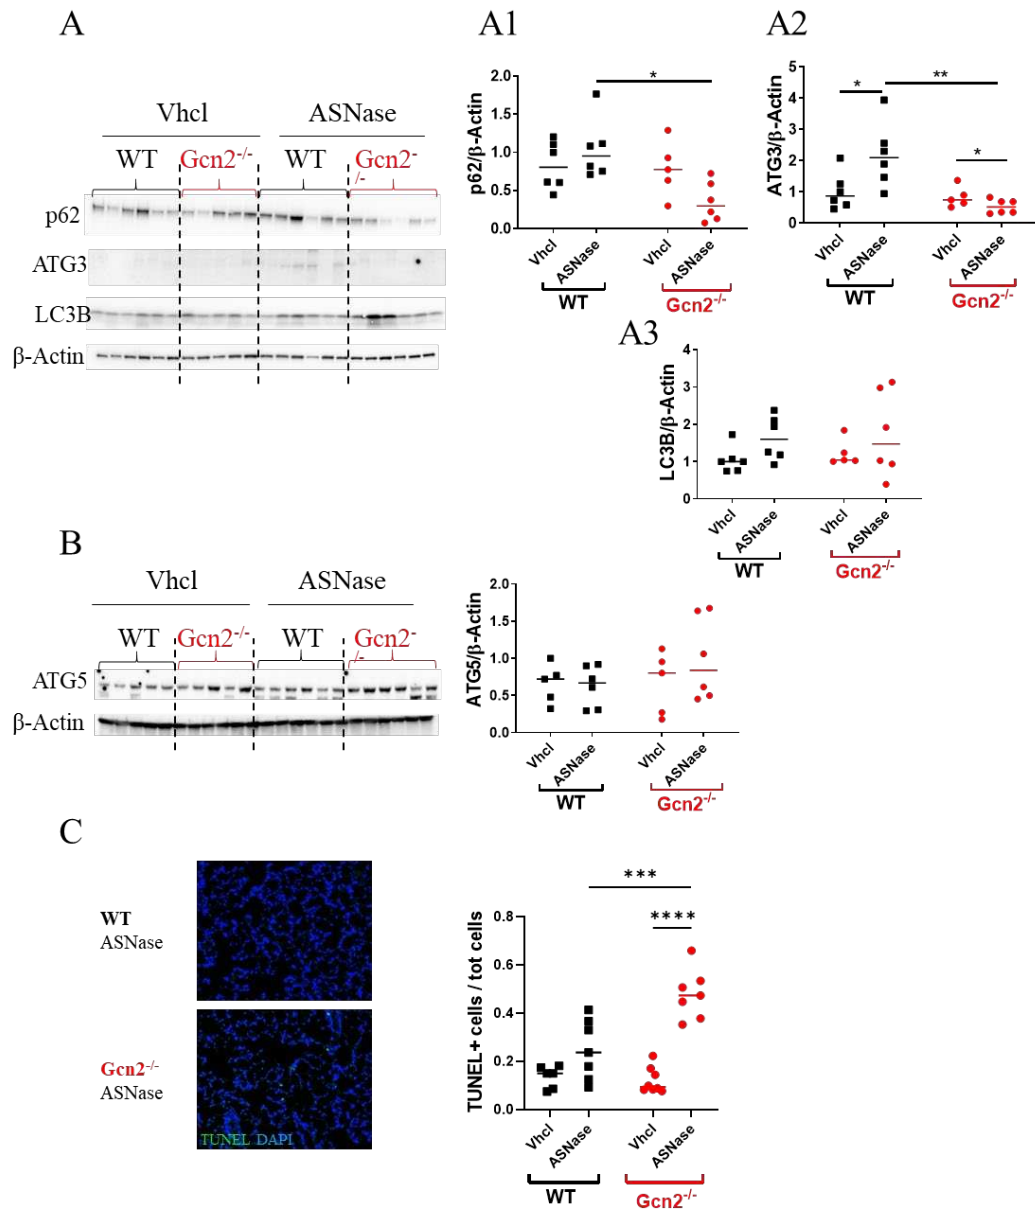 A
Vhcl ASNase
WT Gcn2-/- WT Gcn2-
/-
p62
ATG3
LC3B
β-Actin
A1
p62/β-Actin
2.0
1.5
1.0
0.5
0.0
*
Vhcl ASNase Vhcl ASNase
WT Gcn2-/-
A2
ATG3/β-Actin
5
4
3
2
1
0
* ** *
Vhcl ASNase Vhcl ASNase
WT Gcn2-/-
A3
LC3B/β-Actin
4
3
2
1
0
Vhcl ASNase Vhcl ASNase
WT Gcn2-/-
B
Vhcl ASNase
WT Gcn2-/- WT Gcn2-
/-
ATG5
β-Actin
ATG5/β-Actin
2.0
1.5
1.0
0.5
0.0
Vhcl ASNase Vhcl ASNase
WT Gcn2-/-
C
WT
ASNase
Gcn2-/-
ASNase
TUNEL DAPI
TUNEL+ cells / tot cells
0.8
0.6
0.4
0.2
0.0
***
****
Vhcl ASNase Vhcl ASNase
WT Gcn2-/-